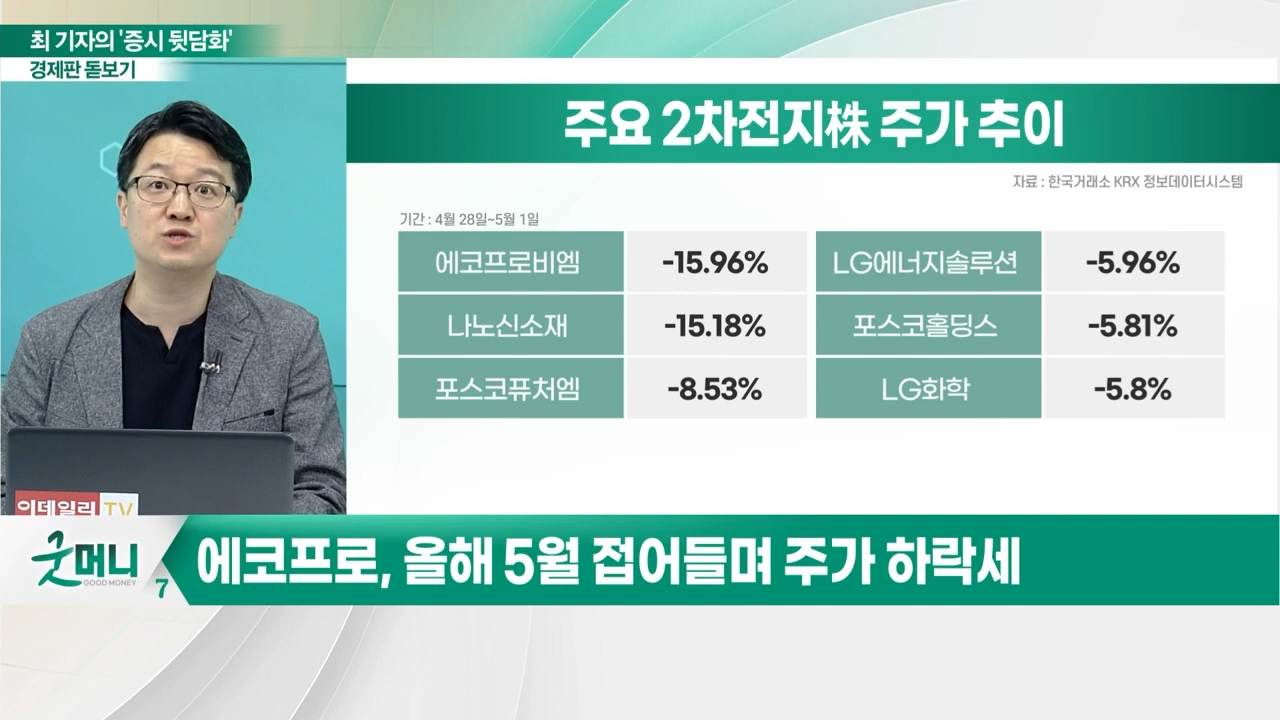 최 기자의 '증시 뒷담화'
경제판 돋보기
주요 2차전지株 주가 추이
자료 : 한국거래소 KRX 정보데이터시스템
기간 : 4월 28일~5월 1일
에코프로비엠 -15.96% LG에너지솔루션 -5.96%
나노신소재 -15.18% 포스코홀딩스 -5.81%
포스코퓨처엠 -8.53% LG화학 -5.8%
이데일리 TV
굿머니
GOOD MONEY
7
에코프로, 올해 5월 접어들며 주가 하락세